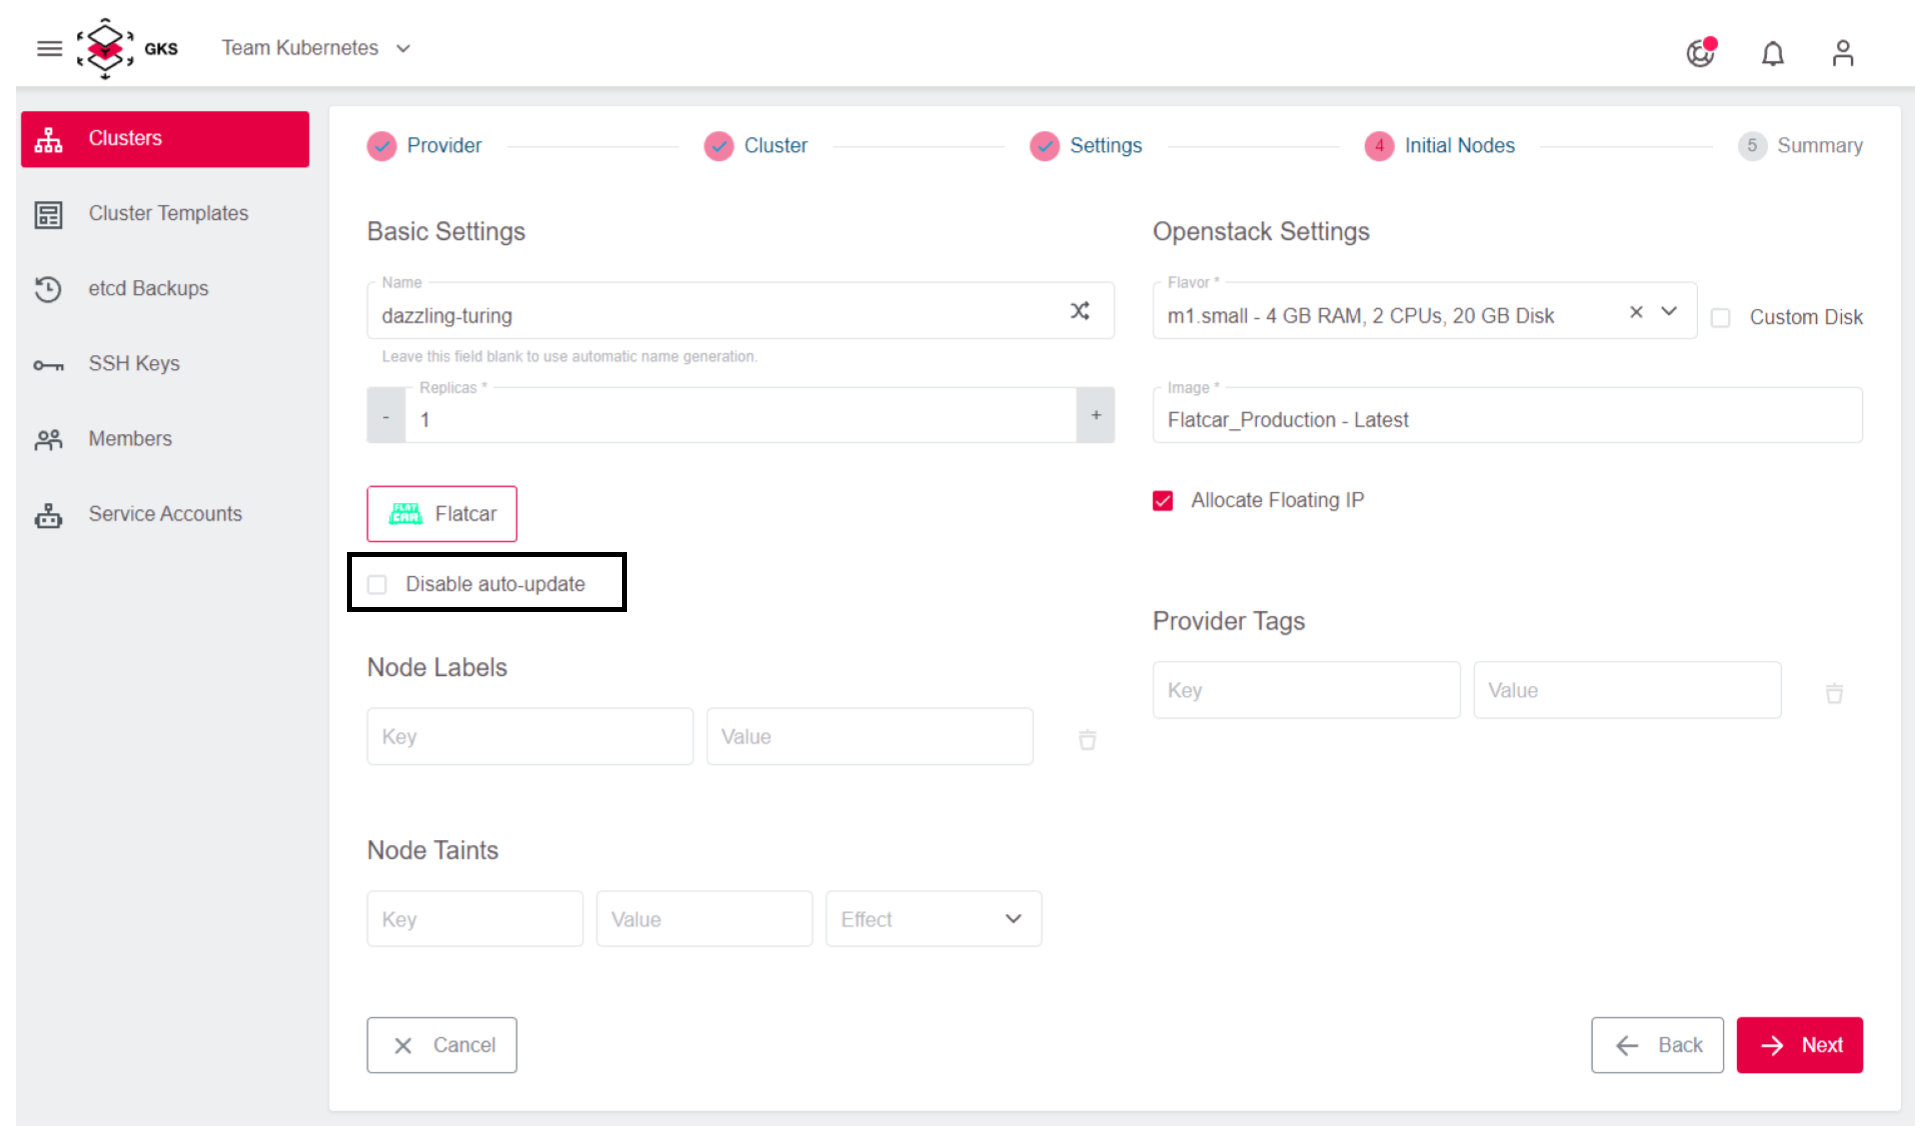 GKS
Team Kubernetes
Clusters
Cluster Templates
etcd Backups
SSH Keys
Members
Service Accounts
Provider
Cluster
Settings
4 Initial Nodes
5 Summary
Basic Settings
Name
dazzling-turing
Leave this field blank to use automatic name generation.
Replicas *
- 1 +
FLAT
CAR
Flatcar
Disable auto-update
Node Labels
Key Value
Node Taints
Key Value Effect
Openstack Settings
Flavor *
m1.small - 4 GB RAM, 2 CPUs, 20 GB Disk
Custom Disk
Image *
Flatcar_Production - Latest
Allocate Floating IP
Provider Tags
Key Value
Cancel
Back
Next